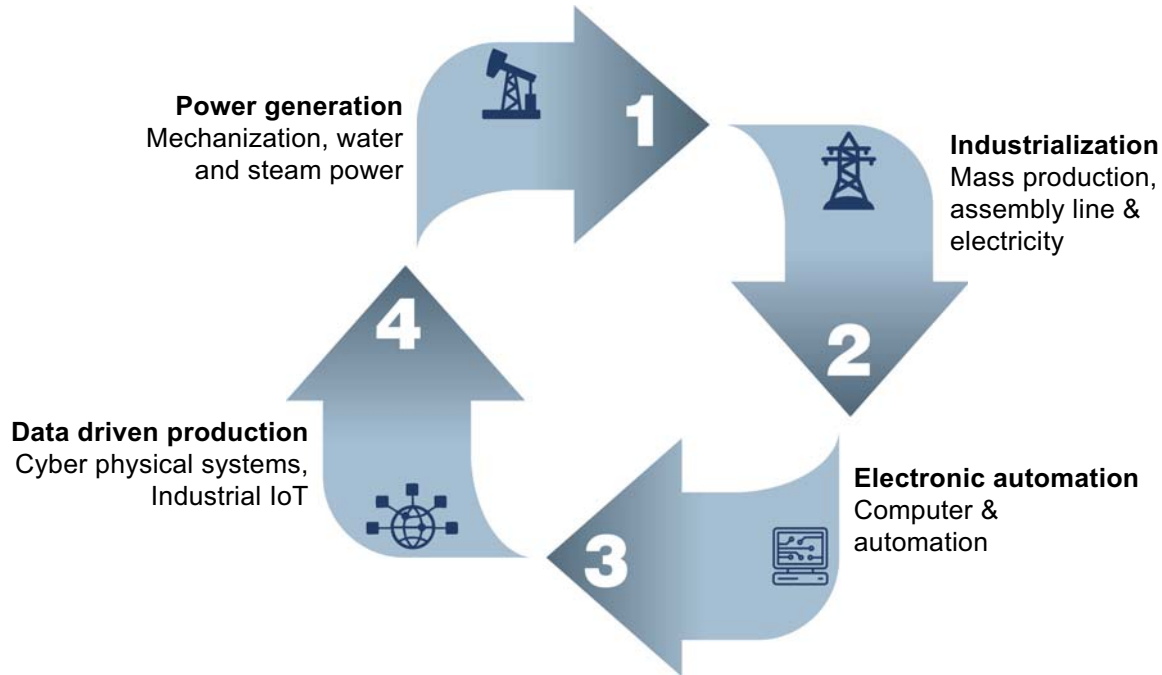 Power generation
Mechanization, water
and steam power
1
Industrialization
Mass production,
assembly line &
electricity
2
Electronic automation
Computer &
automation
3
Data driven production
Cyber physical systems,
Industrial IoT
4